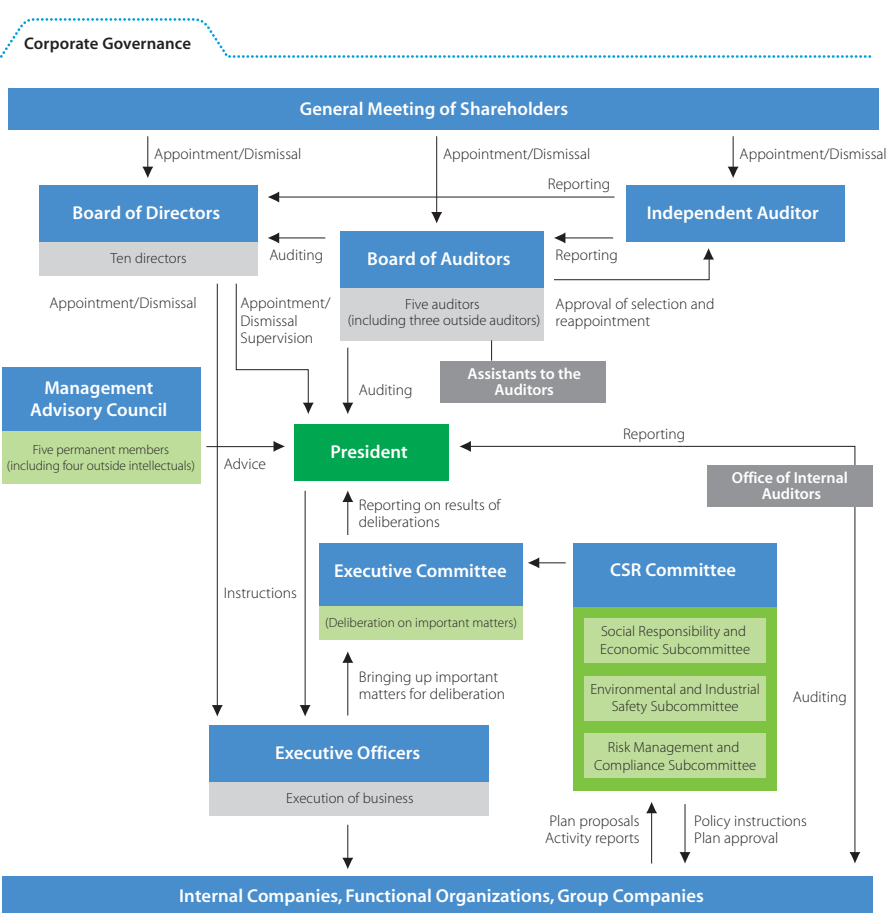 Corporate Governance
General Meeting of Shareholders
Appointment/Dismissal
Appointment/Dismissal
Appointment/Dismissal
Reporting
Board of Directors
Ten directors
Independent Auditor
Auditing
Board of Auditors
Five auditors
(including three outside auditors)
Reporting
Approval of selection and
reappointment
Appointment/Dismissal
Appointment/
Dismissal
Supervision
Assistants to the
Auditors
Auditing
Management
Advisory Council
Five permanent members
(including four outside intellectuals)
Advice
President
Reporting
Office of Internal
Auditors
Reporting on results of
deliberations
Executive Committee
(Deliberation on important matters)
CSR Committee
Social Responsibility and
Economic Subcommittee
Environmental and Industrial
Safety Subcommittee
Risk Management and
Compliance Subcommittee
Instructions
Bringing up important
matters for deliberation
Auditing
Executive Officers
Execution of business
Plan proposals
Activity reports
Policy instructions
Plan approval
Internal Companies, Functional Organizations, Group Companies